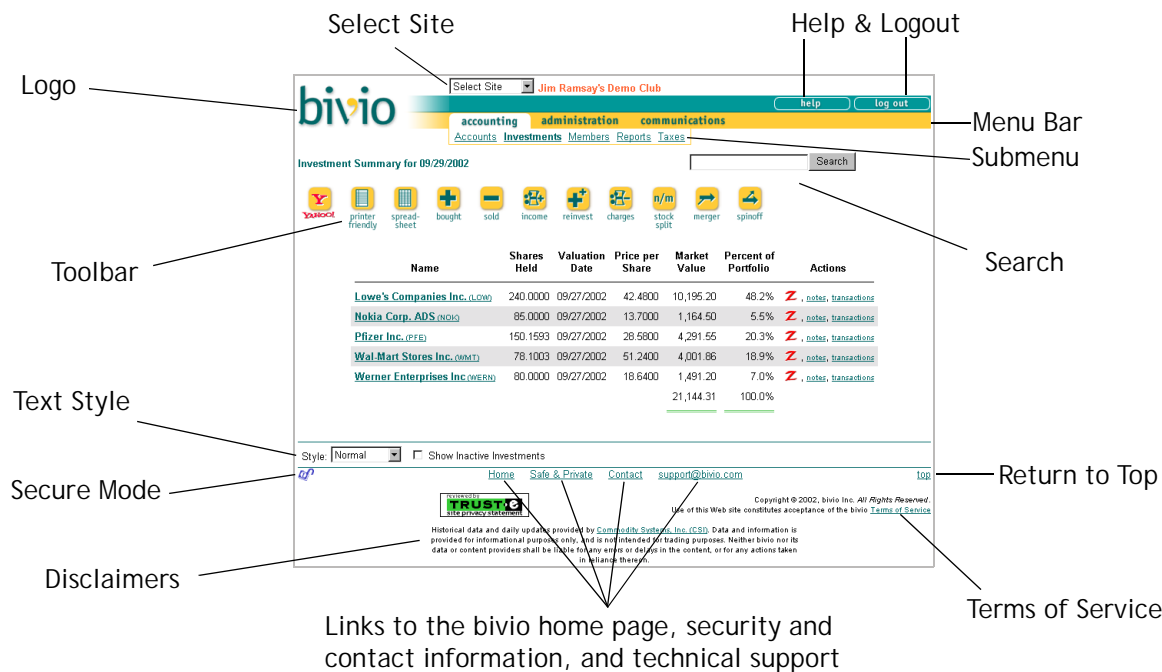 Select Site
Help & Logout
Logo
Select Site
Jim Ramsay's Demo Club
bivio
help
log out
accounting administration communications
Menu Bar
Accounts Investments Members Reports Taxes
Submenu
Investment Summary for 09/29/2002
Search
YAHOO!
printer friendly
spread-sheet
bought
sold
income
reinvest
charges
n/m
stock split
merger
spinoff
Toolbar
Search
Name Shares Held Valuation Date Price per Share Market Value Percent of Portfolio Actions
Lowe's Companies Inc. (LOW) 240.0000 09/27/2002 42.4800 10,195.20 48.2% Z , notes, transactions
Nokia Corp. ADS (NOK) 85.0000 09/27/2002 13.7000 1,164.50 5.5% Z , notes, transactions
Pfizer Inc. (PFE) 150.1593 09/27/2002 28.5800 4,291.55 20.3% Z , notes, transactions
Wal-Mart Stores Inc. (WMT) 78.1003 09/27/2002 51.2400 4,001.86 18.9% Z , notes, transactions
Werner Enterprises Inc (WERN) 80.0000 09/27/2002 18.6400 1,491.20 7.0% Z , notes, transactions
21,144.31 100.0%
Text Style
Style: Normal Show Inactive Investments
Secure Mode
Home Safe & Private Contact support@bivio.com top
Return to Top
reviewed by
TRUSTe
site privacy statement
Copyright © 2002, bivio Inc. All Rights Reserved.
Use of this Web site constitutes acceptance of the bivio Terms of Service
Historical data and daily updates provided by Commodity Systems, Inc. (CSI). Data and information is
provided for informational purposes only, and is not intended for trading purposes. Neither bivio nor its
data or content providers shall be liable for any errors or delays in the content, or for any actions taken
in reliance thereon.
Disclaimers
Terms of Service
Links to the bivio home page, security and
contact information, and technical support